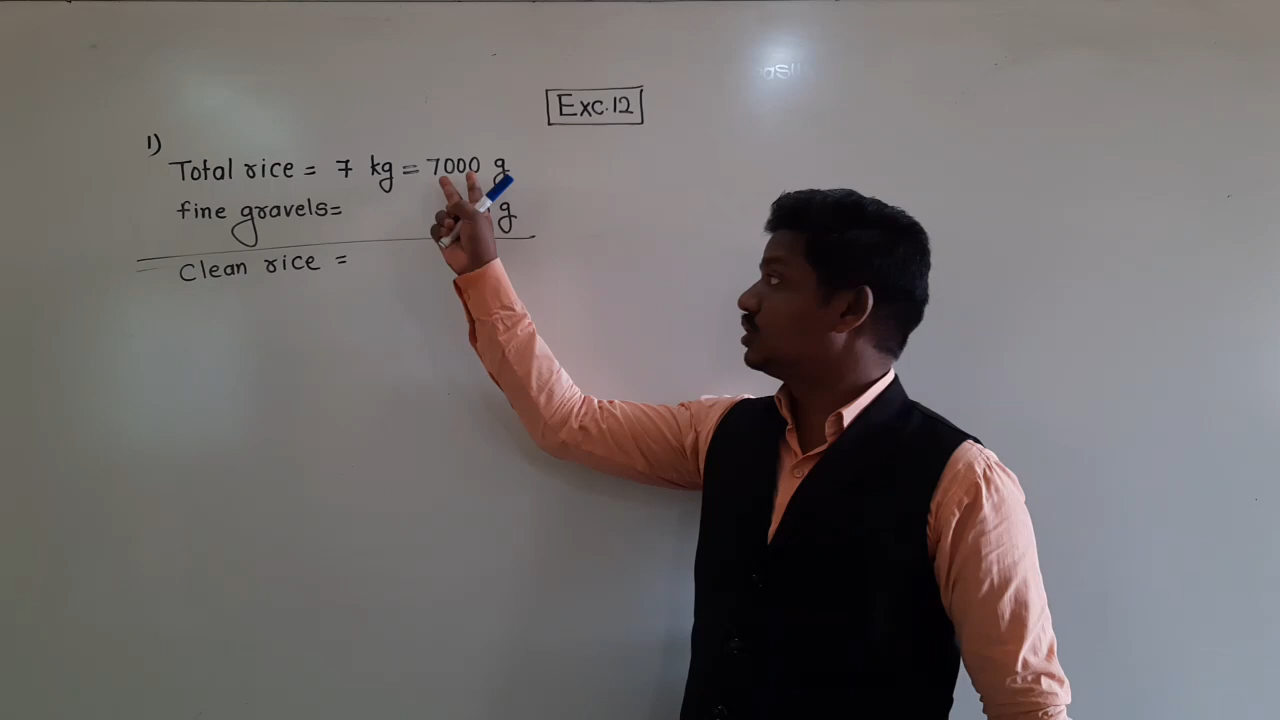 Exc.12
1)
Total rice = 7 kg = 7000 g
fine gravels= g
Clean rice =